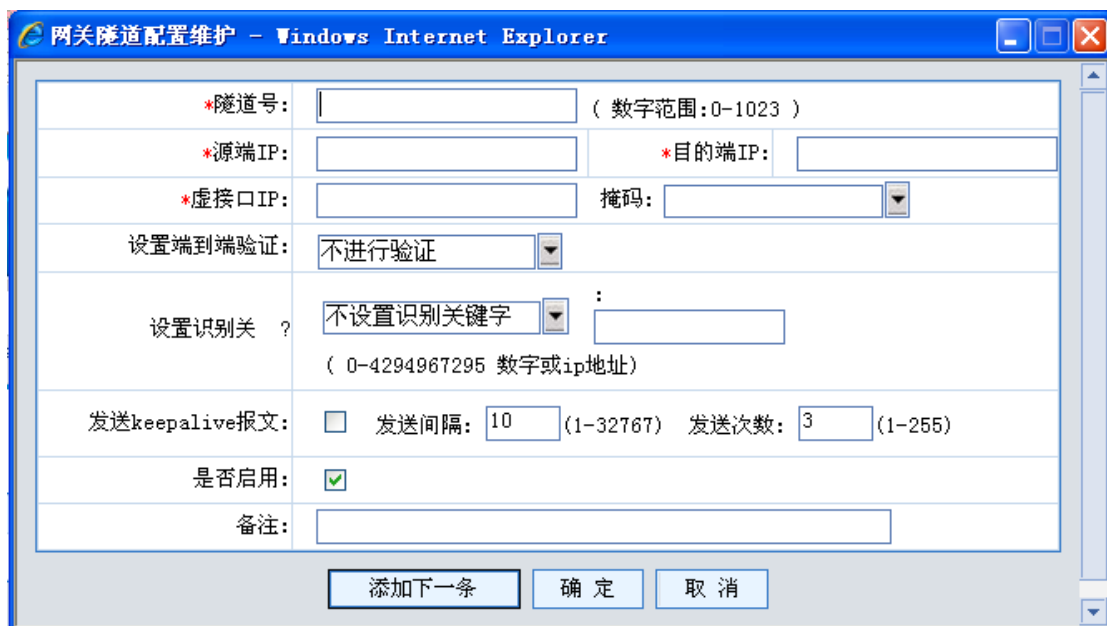 网关隧道配置维护 - Windows Internet Explorer
*隧道号: ( 数字范围:0-1023 )
*源端IP: *目的端IP:
*虚接口IP: 掩码:
设置端到端验证: 不进行验证
设置识别关 ? 不设置识别关键字 :
( 0-4294967295 数字或ip地址)
发送keepalive报文: 发送间隔: 10 (1-32767) 发送次数: 3 (1-255)
是否启用:
备注:
添加下一条 确 定 取 消